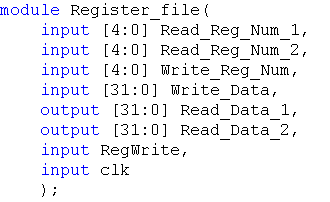 module Register_file(
    input [4:0] Read_Reg_Num_1,
    input [4:0] Read_Reg_Num_2,
    input [4:0] Write_Reg_Num,
    input [31:0] Write_Data,
    output [31:0] Read_Data_1,
    output [31:0] Read_Data_2,
    input RegWrite,
    input clk
    );